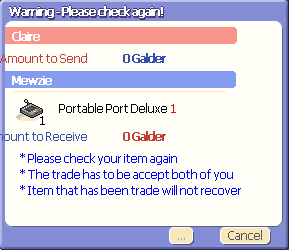 Warning - Please check again!
Claire
Amount to Send 0 Galder
Mewzie
1 Portable Port Deluxe 1
mount to Receive 0 Galder
* Please check your item again
* The trade has to be accept both of you
* Item that has been trade will not recover
... Cancel